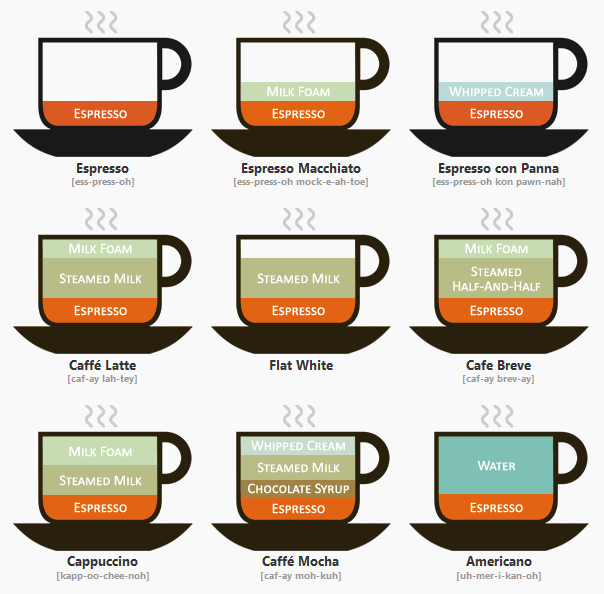 Espresso
Espresso
[ess-press-oh]
Milk Foam
Espresso
Espresso Macchiato
[ess-press-oh mock-e-ah-toe]
Whipped Cream
Espresso
Espresso con Panna
[ess-press-oh kon pawn-nah]
Milk Foam
Steamed Milk
Espresso
Caffé Latte
[caf-ay lah-tey]
Steamed Milk
Espresso
Flat White
Milk Foam
Steamed
Half-And-Half
Espresso
Cafe Breve
[caf-ay brev-ay]
Milk Foam
Steamed Milk
Espresso
Cappuccino
[kapp-oo-chee-noh]
Whipped Cream
Steamed Milk
Chocolate Syrup
Espresso
Caffé Mocha
[caf-ay moh-kuh]
Water
Espresso
Americano
[uh-mer-i-kan-oh]